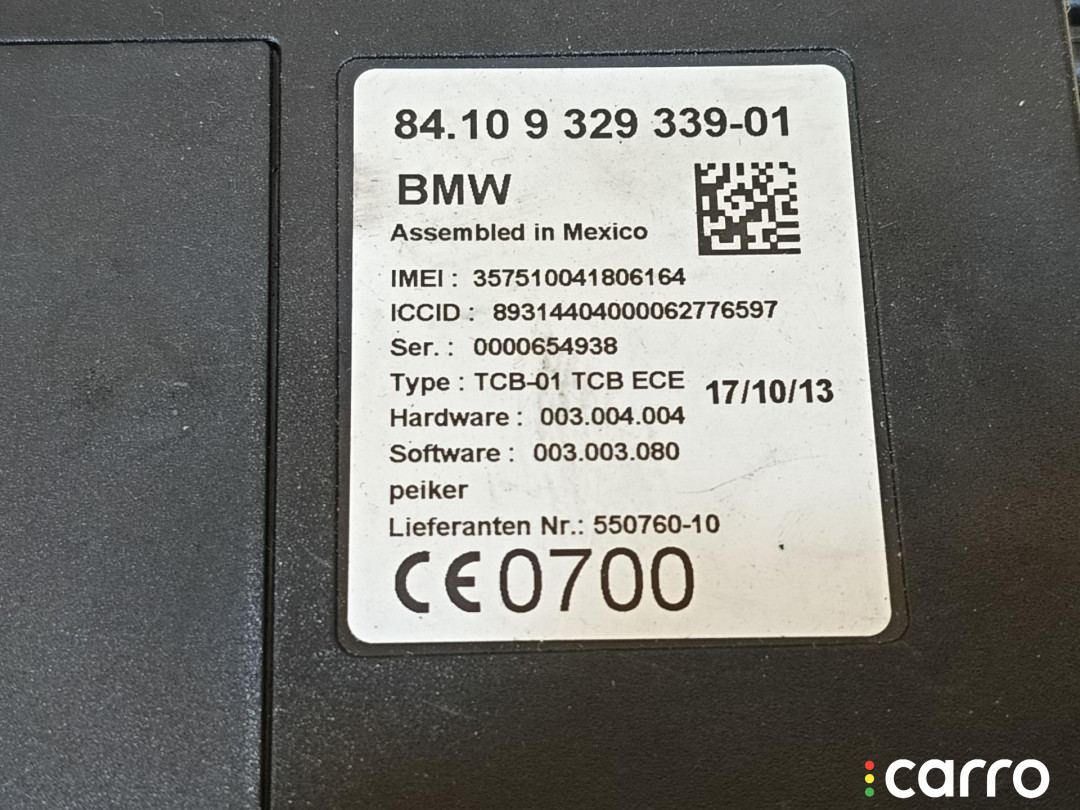 84.10 9 329 339-01
BMW
Assembled in Mexico
IMEI : 357510041806164
ICCID : 89314404000062776597
Ser. : 0000654938
Type : TCB-01 TCB ECE
17/10/13
Hardware : 003.004.004
Software : 003.003.080
peiker
Lieferanten Nr.: 550760-10
CE0700
carro